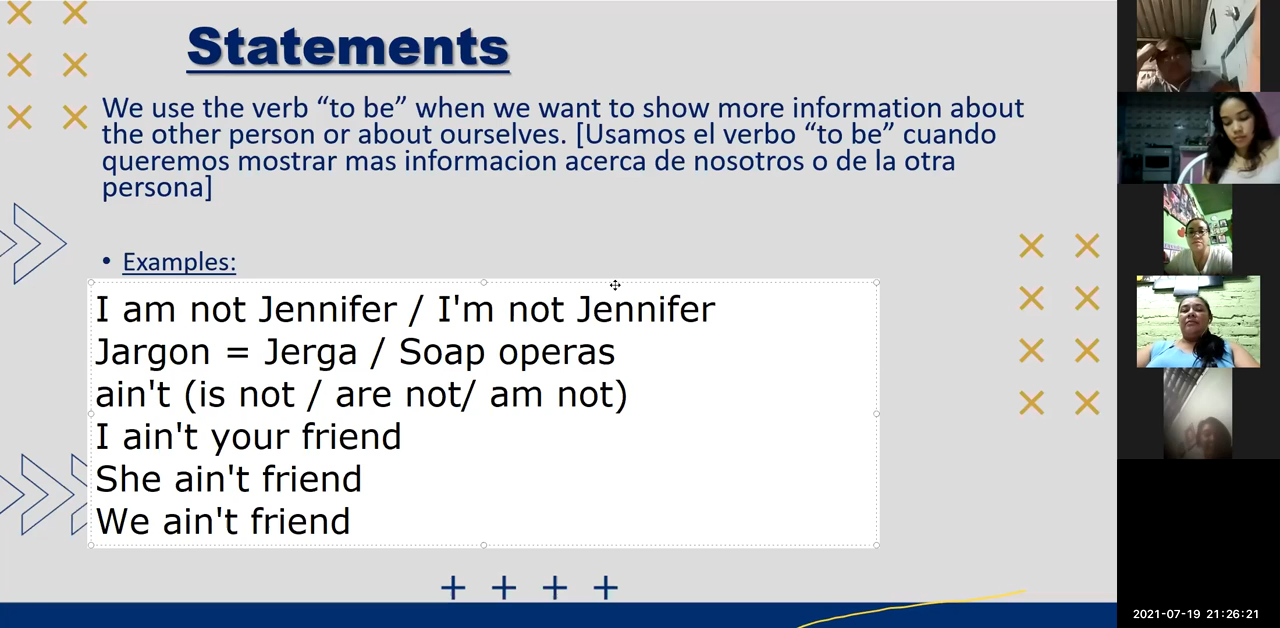 Statements
We use the verb “to be” when we want to show more information about
the other person or about ourselves. [Usamos el verbo “to be” cuando
queremos mostrar mas informacion acerca de nosotros o de la otra
persona]
• Examples:
I am not Jennifer / I'm not Jennifer
Jargon = Jerga / Soap operas
ain't (is not / are not/ am not)
I ain't your friend
She ain't friend
We ain't friend
2021-07-19 21:26:21